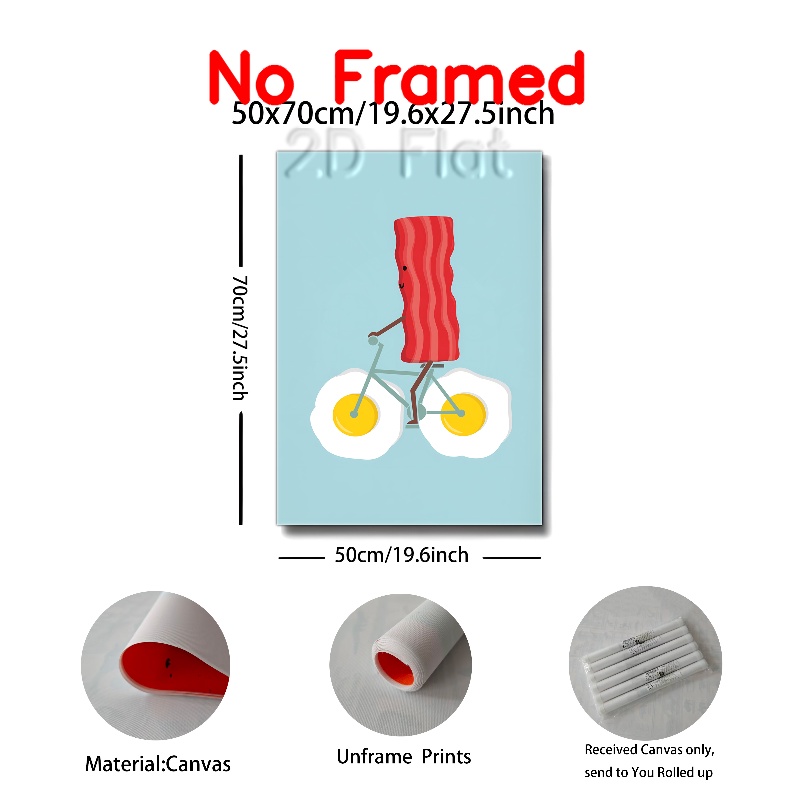 No Framed
50x70cm/19.6x27.5inch
2D Flat
70cm/27.5inch
50cm/19.6inch
Material:Canvas
Unframe Prints
Received Canvas only,
send to You Rolled up